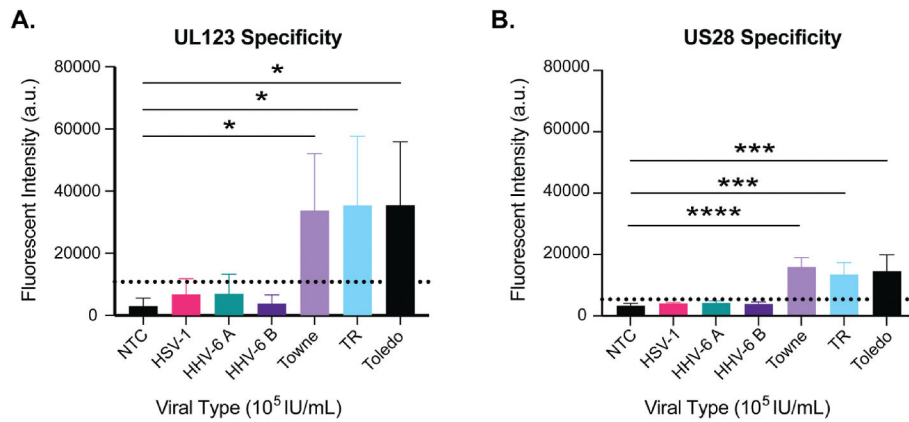 A.
UL123 Specificity
Fluorescent Intensity (a.u.)
80000
60000
40000
20000
0
*
*
*
NTC
HSV-1
HHV-6 A
HHV-6 B
Towne
TR
Toledo
Viral Type (10⁵ IU/mL)
B.
US28 Specificity
Fluorescent Intensity (a.u.)
80000
60000
40000
20000
0
***
***
****
NTC
HSV-1
HHV-6 A
HHV-6 B
Towne
TR
Toledo
Viral Type (10⁵ IU/mL)